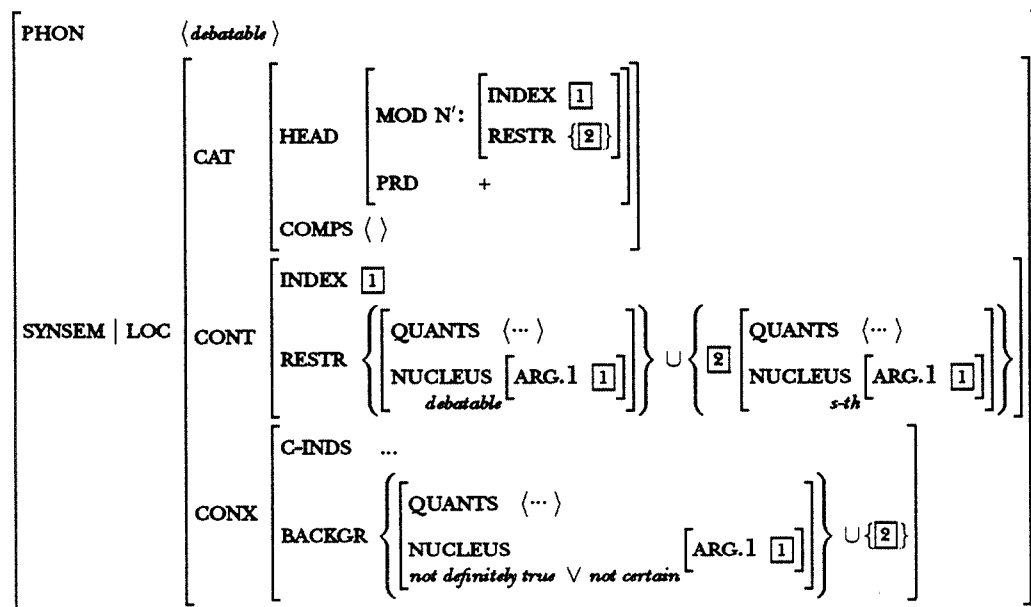 PHON ⟨debatable⟩
MOD N′: INDEX [1]
RESTR {[2]}
HEAD
CAT
PRD +
COMPS ⟨ ⟩
INDEX [1]
SYNSEM | LOC CONT
QUANTS ⟨···⟩ QUANTS ⟨···⟩
RESTR ∪ [2]
NUCLEUS [ARG.1 [1]] NUCLEUS [ARG.1 [1]]
debatable s-th
C-INDS ...
QUANTS ⟨···⟩
CONX
BACKGR ∪ {[2]}
NUCLEUS [ARG.1 [1]]
not definitely true ∨ not certain